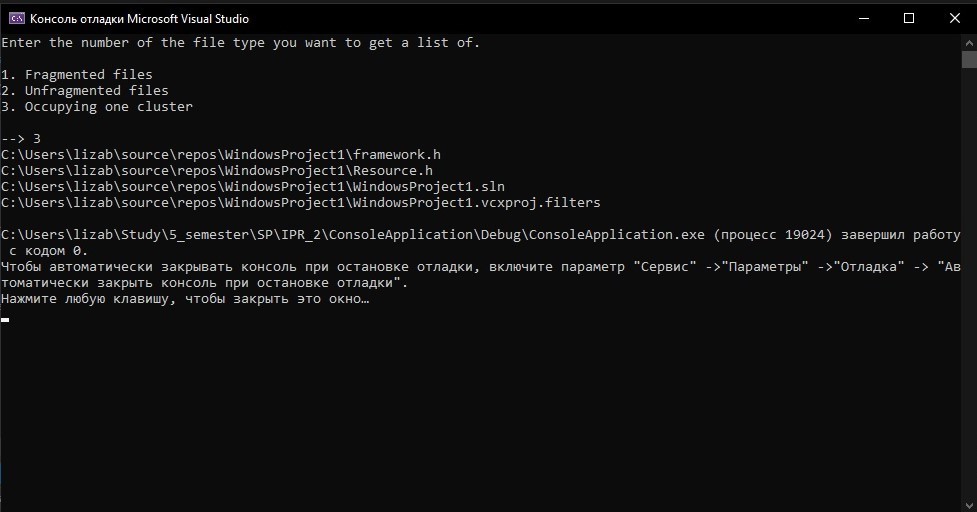 Консоль отладки Microsoft Visual Studio
Enter the number of the file type you want to get a list of.
1. Fragmented files
2. Unfragmented files
3. Occupying one cluster
--> 3
C:\Users\lizab\source\repos\WindowsProject1\framework.h
C:\Users\lizab\source\repos\WindowsProject1\Resource.h
C:\Users\lizab\source\repos\WindowsProject1\WindowsProject1.sln
C:\Users\lizab\source\repos\WindowsProject1\WindowsProject1.vcxproj.filters
C:\Users\lizab\Study\5_semester\SP\IPR_2\ConsoleApplication\Debug\ConsoleApplication.exe (процесс 19024) завершил работу
с кодом 0.
Чтобы автоматически закрывать консоль при остановке отладки, включите параметр "Сервис" ->"Параметры" ->"Отладка" -> "Ав
томатически закрыть консоль при остановке отладки".
Нажмите любую клавишу, чтобы закрыть это окно…